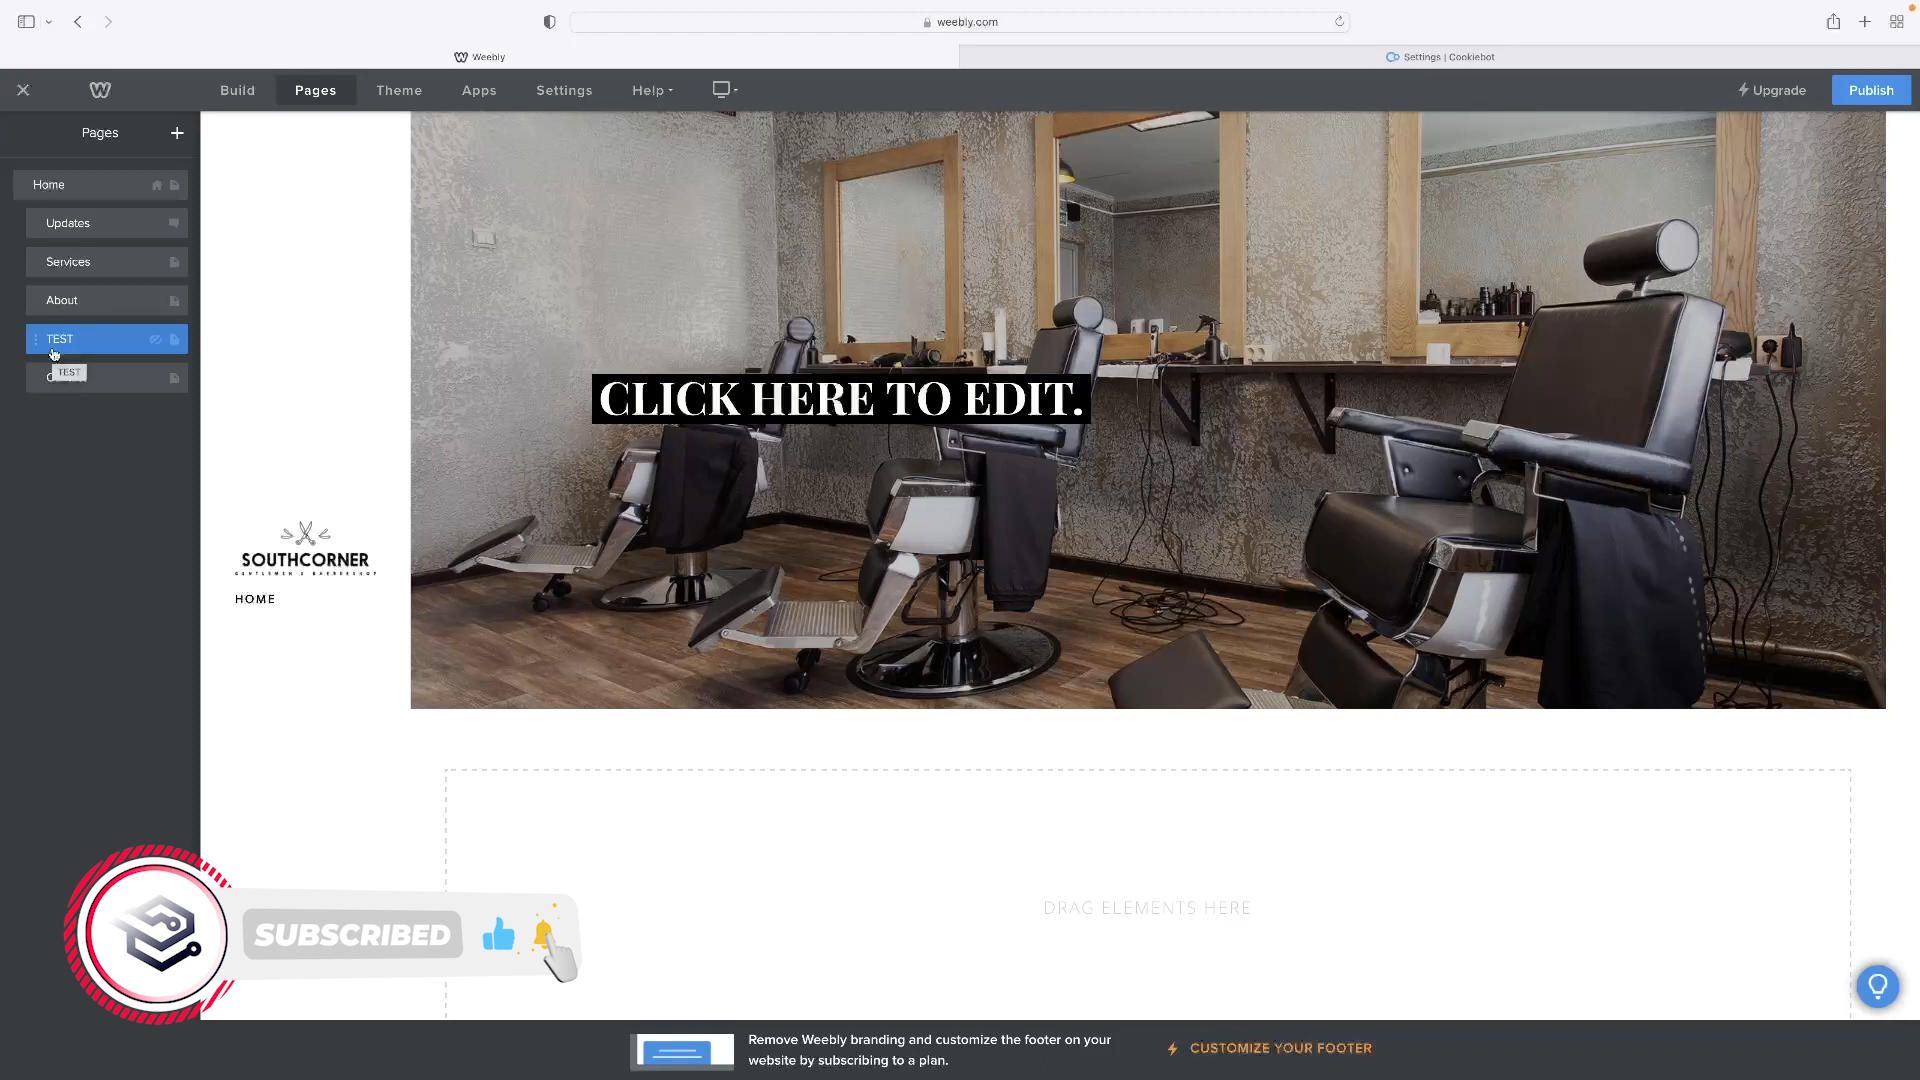 weebly.com
Weebly
Settings | Cookiebot
Build
Pages
Theme
Apps
Settings
Help
Upgrade
Publish
Pages
Home
Updates
Services
About
TEST
TEST
CLICK HERE TO EDIT.
SOUTHCORNER
GENTLEMEN'S BARBERSHOP
HOME
DRAG ELEMENTS HERE
SUBSCRIBED
Remove Weebly branding and customize the footer on your
website by subscribing to a plan.
CUSTOMIZE YOUR FOOTER